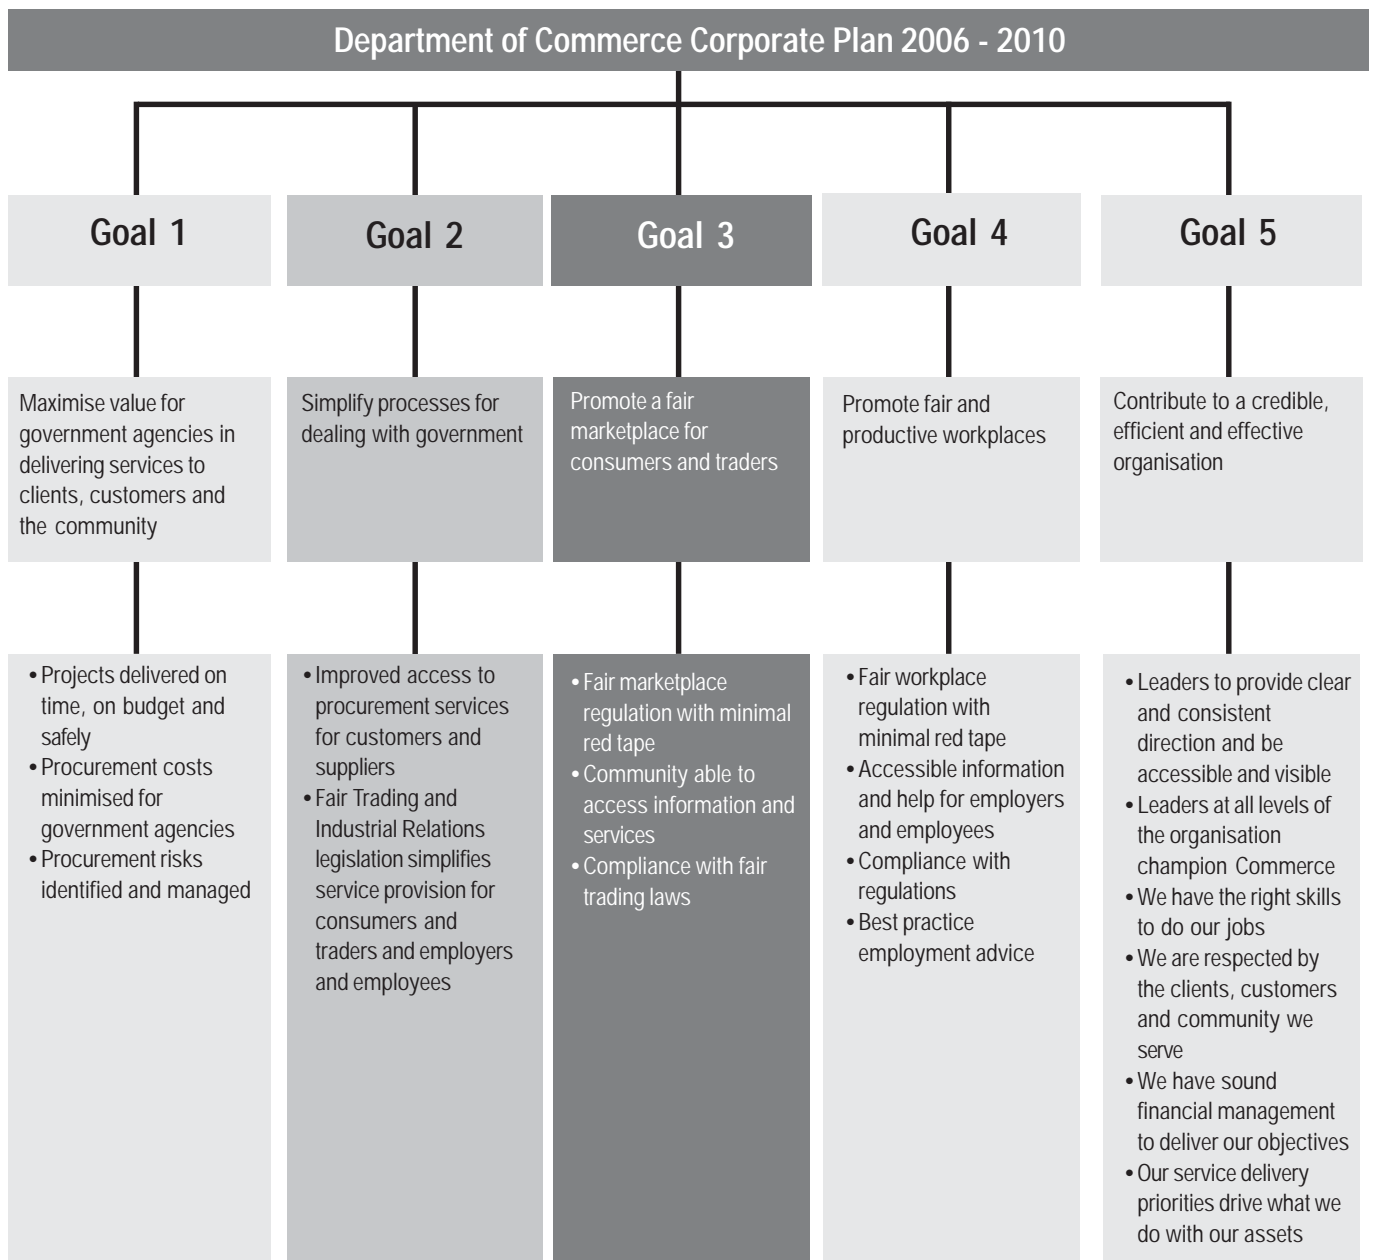 Department of Commerce Corporate Plan 2006 - 2010
Goal 1
Goal 2
Goal 3
Goal 4
Goal 5
Maximise value for
government agencies in
delivering services to
clients, customers and
the community
Simplify processes for
dealing with government
Promote a fair
marketplace for
consumers and traders
Promote fair and
productive workplaces
Contribute to a credible,
efficient and effective
organisation
• Projects delivered on
time, on budget and
safely
• Procurement costs
minimised for
government agencies
• Procurement risks
identified and managed
• Improved access to
procurement services
for customers and
suppliers
• Fair Trading and
Industrial Relations
legislation simplifies
service provision for
consumers and
traders and employers
and employees
• Fair marketplace
regulation with minimal
red tape
• Community able to
access information and
services
• Compliance with fair
trading laws
• Fair workplace
regulation with
minimal red tape
• Accessible information
and help for employers
and employees
• Compliance with
regulations
• Best practice
employment advice
• Leaders to provide clear
and consistent
direction and be
accessible and visible
• Leaders at all levels of
the organisation
champion Commerce
• We have the right skills
to do our jobs
• We are respected by
the clients, customers
and community we
serve
• We have sound
financial management
to deliver our objectives
• Our service delivery
priorities drive what we
do with our assets